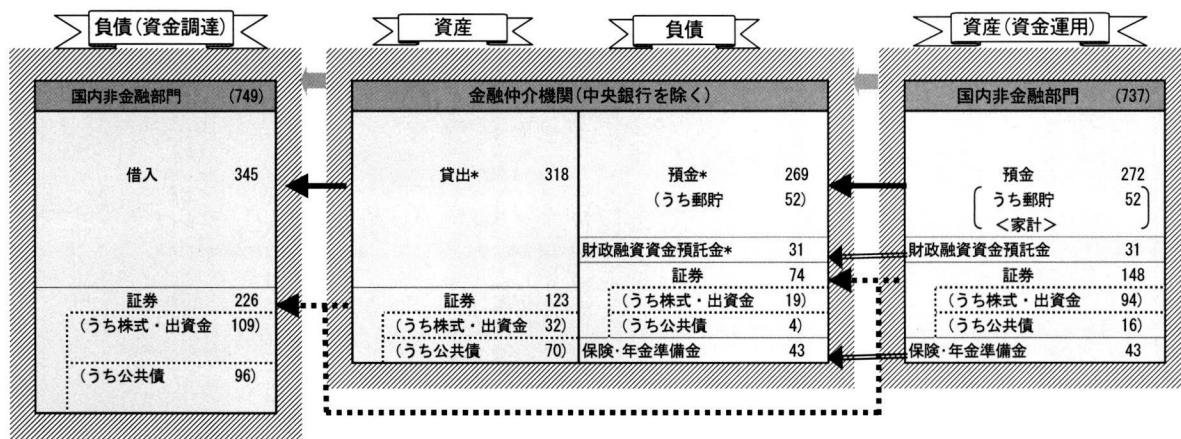 負債(資金調達)
資産
負債
資産(資金運用)
国内非金融部門 (749)
借入 345
証券 226
(うち株式・出資金 109)
(うち公共債 96)
金融仲介機関(中央銀行を除く)
貸出* 318
証券 123
(うち株式・出資金 32)
(うち公共債 70)
預金* 269
(うち郵貯 52)
財政融資資金預託金* 31
証券 74
(うち株式・出資金 19)
(うち公共債 4)
保険・年金準備金 43
国内非金融部門 (737)
預金 272
うち郵貯 52
<家計>
財政融資資金預託金 31
証券 148
(うち株式・出資金 94)
(うち公共債 16)
保険・年金準備金 43